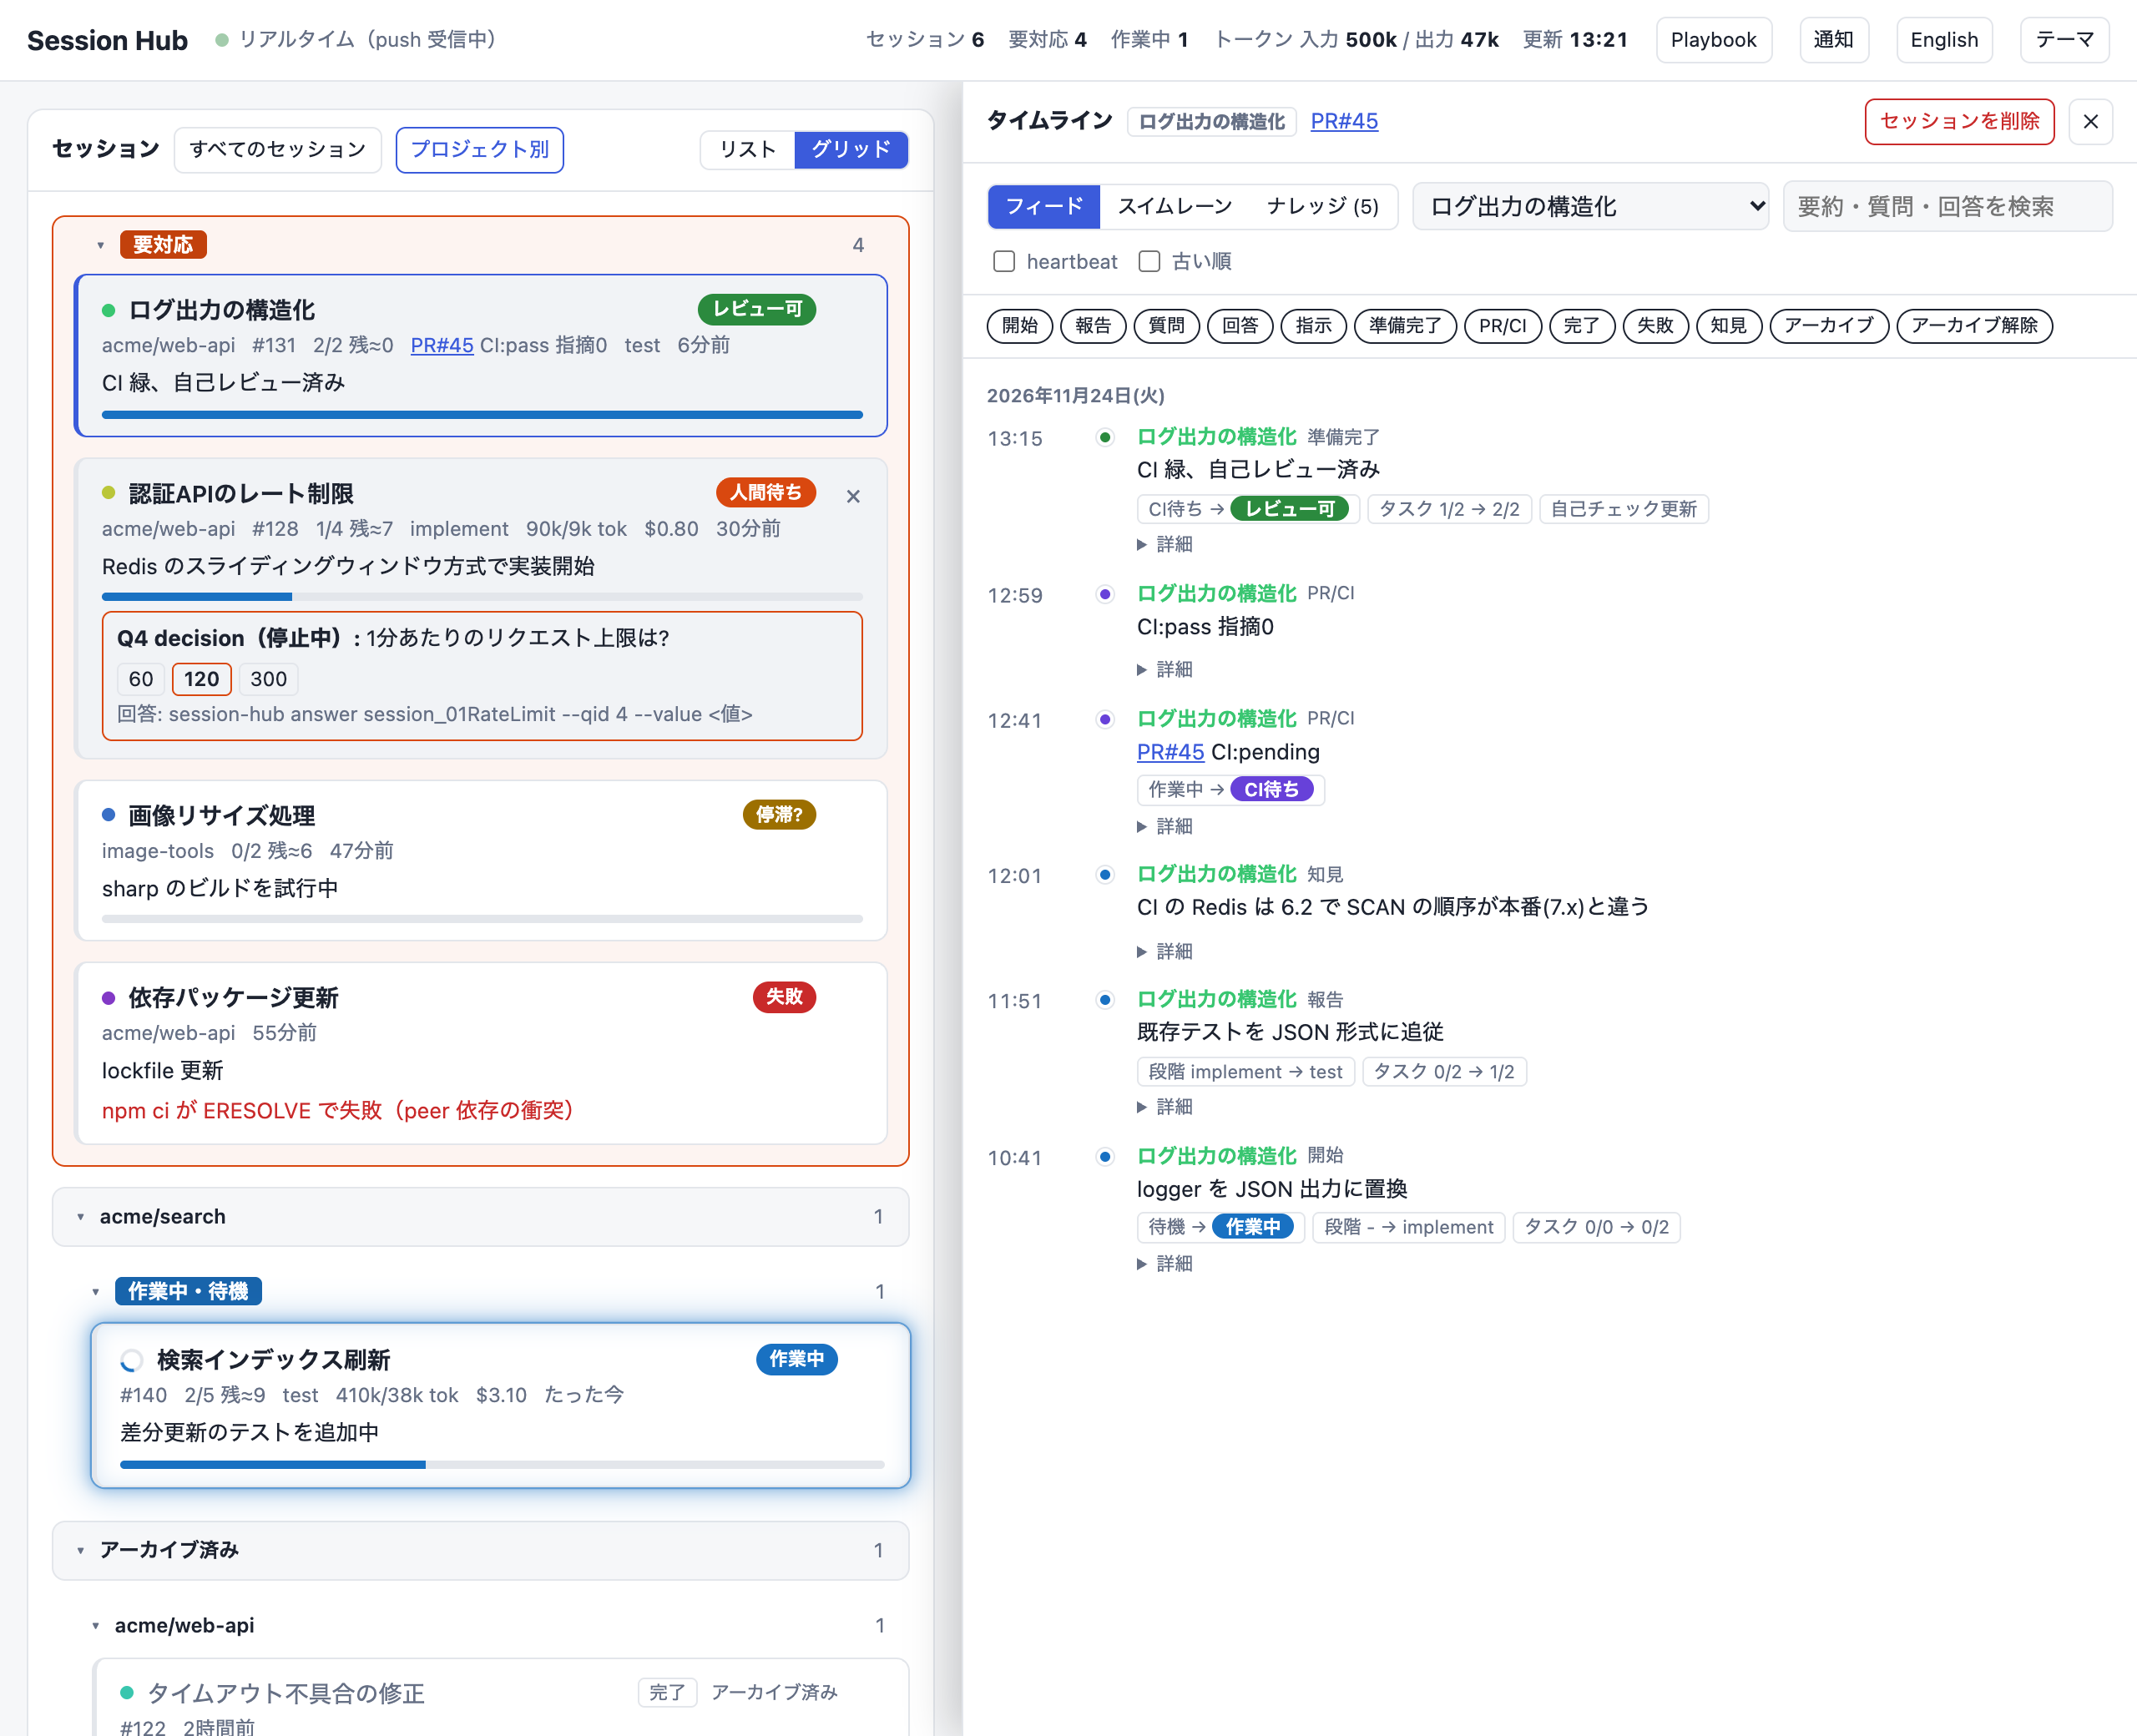 Session Hub リアルタイム（push 受信中） セッション 6 要対応 4 作業中 1 トークン 入力 500k / 出力 47k 更新 13:21 Playbook 通知 English テーマ
セッション すべてのセッション プロジェクト別 リスト グリッド
要対応 4
ログ出力の構造化 レビュー可
acme/web-api #131 2/2 残≈0 PR#45 CI:pass 指摘0 test 6分前
CI 緑、自己レビュー済み
認証APIのレート制限 人間待ち ×
acme/web-api #128 1/4 残≈7 implement 90k/9k tok $0.80 30分前
Redis のスライディングウィンドウ方式で実装開始
Q4 decision（停止中）: 1分あたりのリクエスト上限は?
60 120 300
回答: session-hub answer session_01RateLimit --qid 4 --value <値>
画像リサイズ処理 停滞?
image-tools 0/2 残≈6 47分前
sharp のビルドを試行中
依存パッケージ更新 失敗
acme/web-api 55分前
lockfile 更新
npm ci が ERESOLVE で失敗（peer 依存の衝突）
acme/search 1
作業中・待機 1
検索インデックス刷新 作業中
#140 2/5 残≈9 test 410k/38k tok $3.10 たった今
差分更新のテストを追加中
アーカイブ済み 1
acme/web-api 1
タイムアウト不具合の修正 完了 アーカイブ済み
#122 2時間前
タイムライン ログ出力の構造化 PR#45 セッションを削除 ×
フィード スイムレーン ナレッジ (5) ログ出力の構造化 要約・質問・回答を検索
heartbeat 古い順
開始 報告 質問 回答 指示 準備完了 PR/CI 完了 失敗 知見 アーカイブ アーカイブ解除
2026年11月24日(火)
13:15 ログ出力の構造化 準備完了
CI 緑、自己レビュー済み
CI待ち → レビュー可 タスク 1/2 → 2/2 自己チェック更新
詳細
12:59 ログ出力の構造化 PR/CI
CI:pass 指摘0
詳細
12:41 ログ出力の構造化 PR/CI
PR#45 CI:pending
作業中 → CI待ち
詳細
12:01 ログ出力の構造化 知見
CI の Redis は 6.2 で SCAN の順序が本番(7.x)と違う
詳細
11:51 ログ出力の構造化 報告
既存テストを JSON 形式に追従
段階 implement → test タスク 0/2 → 1/2
詳細
10:41 ログ出力の構造化 開始
logger を JSON 出力に置換
待機 → 作業中 段階 - → implement タスク 0/0 → 0/2
詳細